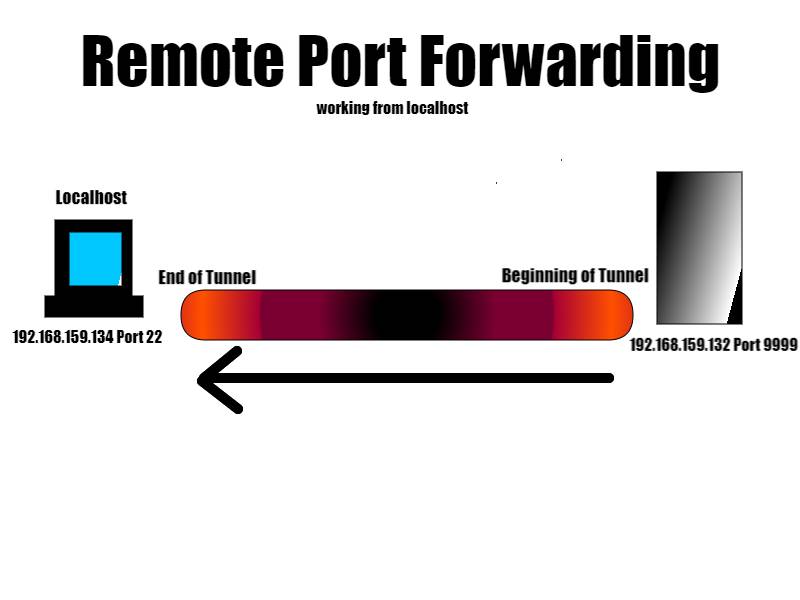 Remote Port Forwarding
working from localhost
Localhost
End of Tunnel
Beginning of Tunnel
192.168.159.134 Port 22
192.168.159.132 Port 9999